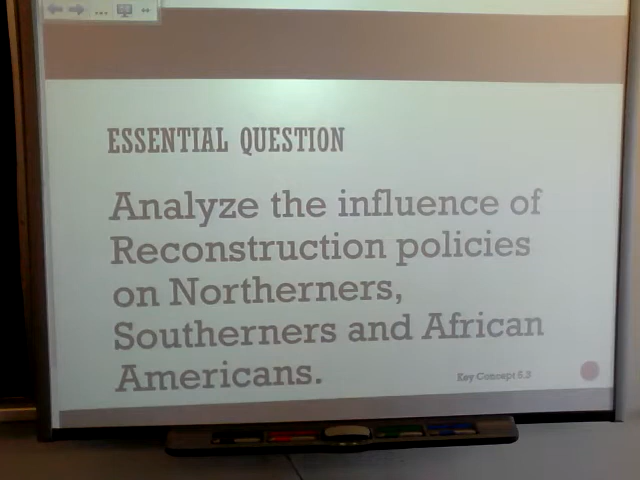 ESSENTIAL QUESTION
Analyze the influence of
Reconstruction policies
on Northerners,
Southerners and African
Americans.
Key Concept 5.3